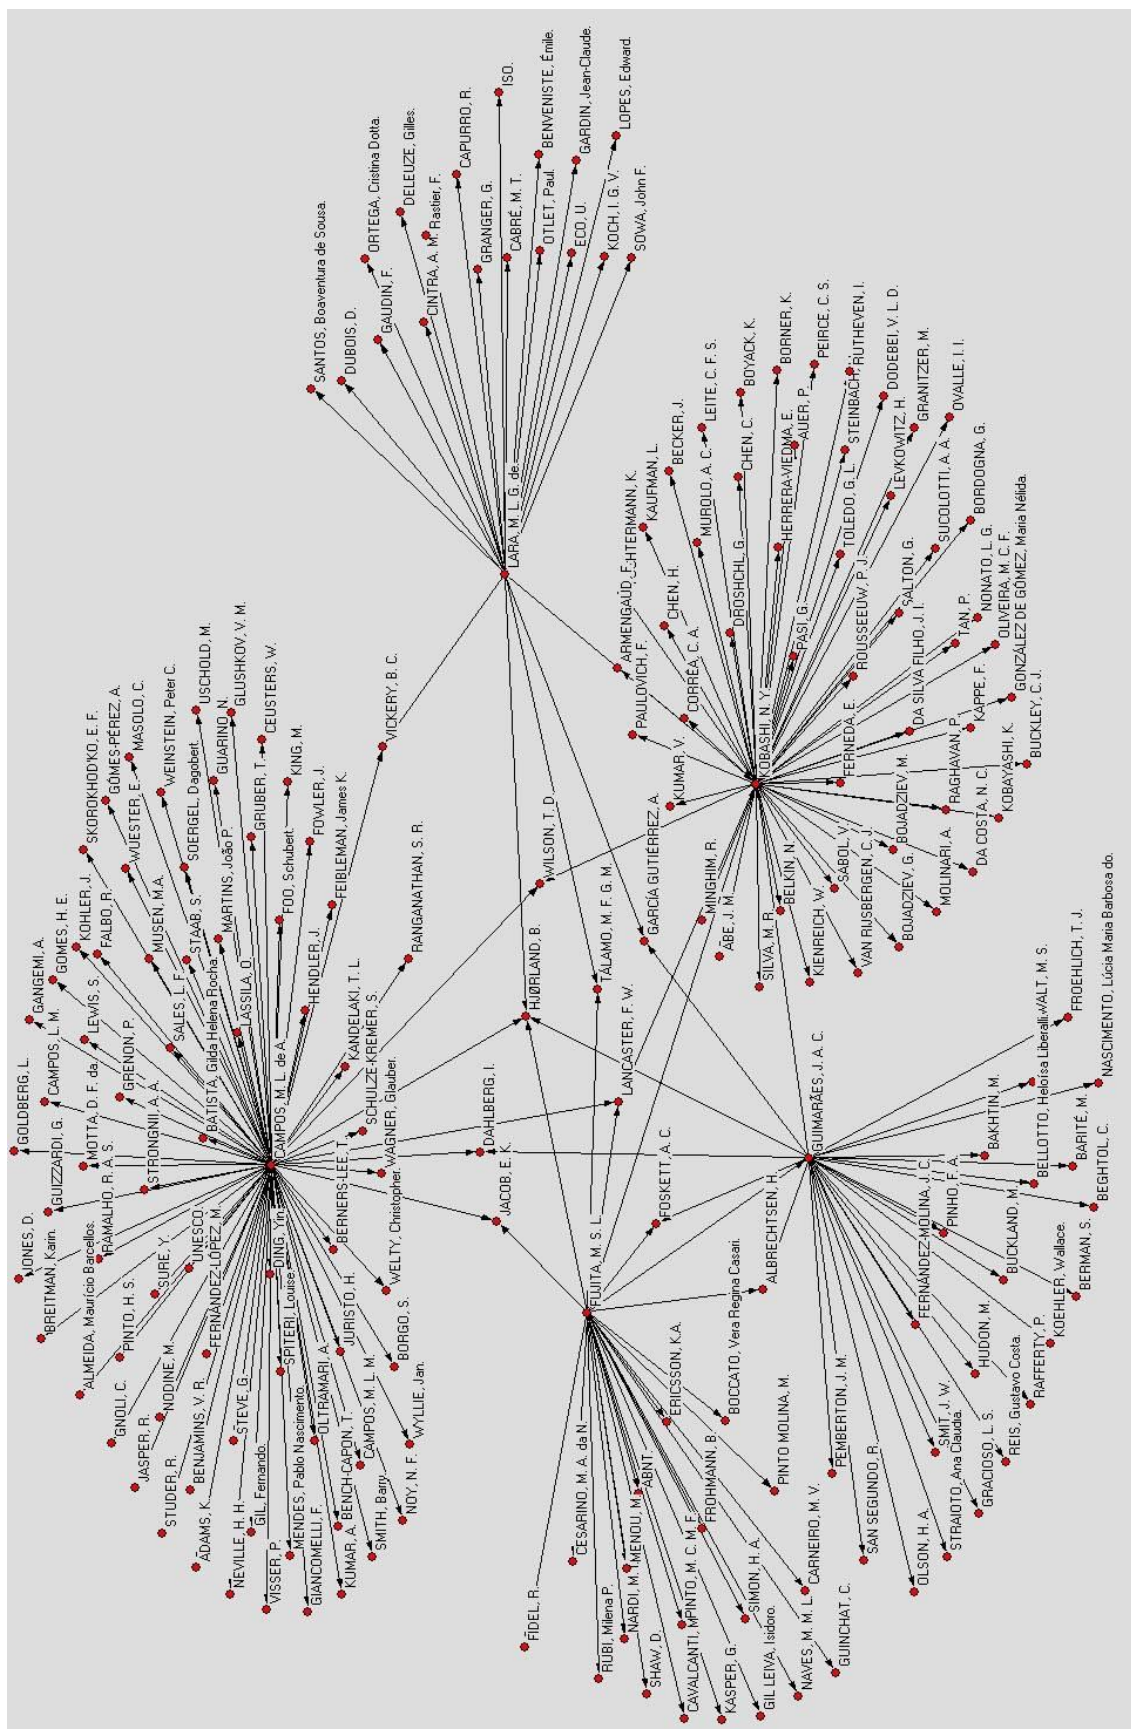 GOLDBERG, L.
GANGEMI, A.
CAMPOS, L. M.
GOMES, H. E.
KOHLER, J.
SKOROKHOD'KO, E. F.
GÓMES-PÉREZ, A.
MASOLO, C.
WEINSTEIN, Peter C.
USCHOLD, M.
GLUSHKOV, V. M.
CEUSTERS, W.
KING, M.
FOWLER, J.
FEIBLEMAN, James K.
JONES, D.
GUIZZARDI, G.
MOTTA, D. F. da.
LEWIS, S.
FALBO, R.
WUESTER, E.
SOERGEL, Dagobert.
GUARINO, N.
GRUBER, T.
FOO, Schubert.
HENDLER, J.
RANGANATHAN, S. R.
BREITMAN, Karin.
RAMALHO, R. A. S.
STRONGNII, A. A.
GRENON, P.
SALES, L. F.
MUSEN, M.A.
STAAB, S.
MARTINS, João P.
LASSILA, O.
BATISTA, Gilda Helena Rocha.
CAMPOS, M. L. de A.
KANDELAKI, T. L.
SCHULZE-KREMER, S.
WAGNER, Glauber.
ALMEIDA, Maurício Barcellos.
PINTO, H. S.
SURE, Y.
UNESCO.
FERNÁNDEZ-LÓPEZ, M.
DING, Yin.
BERNERS-LEE, T.
WELTY, Christopher.
GNOLI, C.
JASPER, R.
NODINE, M.
STUDER, R.
BENJAMINS, V. R.
ADAMS, K.
STEVE, G.
NEVILLE, H. H.
GIL, Fernando.
VISSER, P.
SPITERI, Louise.
MENDES, Pablo Nascimento.
GIANCOMELLI, F.
OLTRAMARI, A.
JURISTO, H.
BORGO, S.
BENCH-CAPON, T.
KUMAR, A.
CAMPOS, M. L. M.
SMITH, Barry.
WYLLIE, Jan.
NOY, N. F.
SANTOS, Boaventura de Sousa.
DUBOIS, D.
ORTEGA, Cristina Dotta.
GAUDIN, F.
DELEUZE, Gilles.
Rastier, F.
CINTRA, A. M.
CAPURRO, R.
GRANGER, G.
ISO.
CABRÉ, M. T.
BENVENISTE, Émile.
OTLET, Paul.
GARDIN, Jean-Claude.
ECO, U.
LOPES, Edward.
KOCH, I. G. V.
SOWA, John F.
LARA, M. L. G. de.
VICKERY, B. C.
WILSON, T. D.
HJØRLAND, B.
TÁLAMO, M. F. G. M.
GARCÍA GUTIÉRREZ, A.
LANCASTER, F. W.
DAHLBERG, I.
JACOB, E. K.
FOSKETT, A. C.
ALBRECHTSEN, H.
ARMENGAUD, F.
KAUFMAN, L.
BECKER, J.
LEITE, C. F. S.
BOYACK, K.
BORNER, K.
PEIRCE, C. S.
RUTHEVEN, I.
DODEBEI, V. L. D.
GRANITZER, M.
OVALLE, I. I.
PAULOVICH, F.
CHEN, H.
CORRÊA, C. A.
MUROLO, A. C.
DROSHCHL, G.
CHEN, C.
HERRERA-VIEDMA, E.
AUER, P.
STEINBACH,
TOLEDO, G. L.
LEVKOWITZ, H.
SUCOLOTTI, A. A.
BORDOGNA, G.
KUMAR, V.
KOBASHI, N. Y.
PASI, G.
ROUSSEEUW, P. J.
SALTON, G.
FERNEDA, E.
DA SILVA FILHO, J. I.
TAN, P.
NONATO, L. G.
OLIVEIRA, M. C. F.
GONZÁLEZ DE GÓMEZ, Maria Nélida.
KAPPE, F.
BUCKLEY, C. J.
RAGHAVAN, P.
KOBAYASHI, K.
DA COSTA, N. C.
BOJADZIEV, M.
MOLINARI, A.
SABOL, V.
BOJADZIEV, G.
VAN RIJSBERGEN, C. J.
BELKIN, N.
KIENREICH, W.
SILVA, M. R.
ABE, J. M.
MINGHIM, R.
FUJITA, M. S. L.
FIDEL, R.
CESARINO, M. A. da N.
RUBI, Milena P.
NARDI, M. I.
MENOU, M.
ABNT.
ERICSSON, K.A.
BOCCATO, Vera Regina Casari.
SHAW, D.
CAVALCANTI, M
PINTO, M. C. M. F.
FROHMANN, B.
PINTO MOLINA, M.
KASPER, G.
SIMON, H. A.
GIL LEIVA, Isidoro.
CARNEIRO, M. V.
NAVES, M. M. L.
GUINCHAT, C.
GUIMARÃES, J. A. C.
FROEHLICH, T. J.
WALT, M. S.
NASCIMENTO, Lúcia Maria Barbosa do.
BAKHTIN, M.
BELLOTTO, Heloísa Liberalli.
BARITÉ, M.
BEGHTOL, C.
PINHO, F. A.
FERNÁNDEZ-MOLINA, J. C.
BUCKLAND, M.
BERMAN, S.
KOEHLER, Wallace.
HUDON, M.
RAFFERTY, P.
REIS, Gustavo Costa.
SMIT, J. W.
GRACIOSO, L. S.
STRAIOTO, Ana Claudia.
PEMBERTON, J. M.
SAN SEGUNDO, R.
OLSON, H. A.